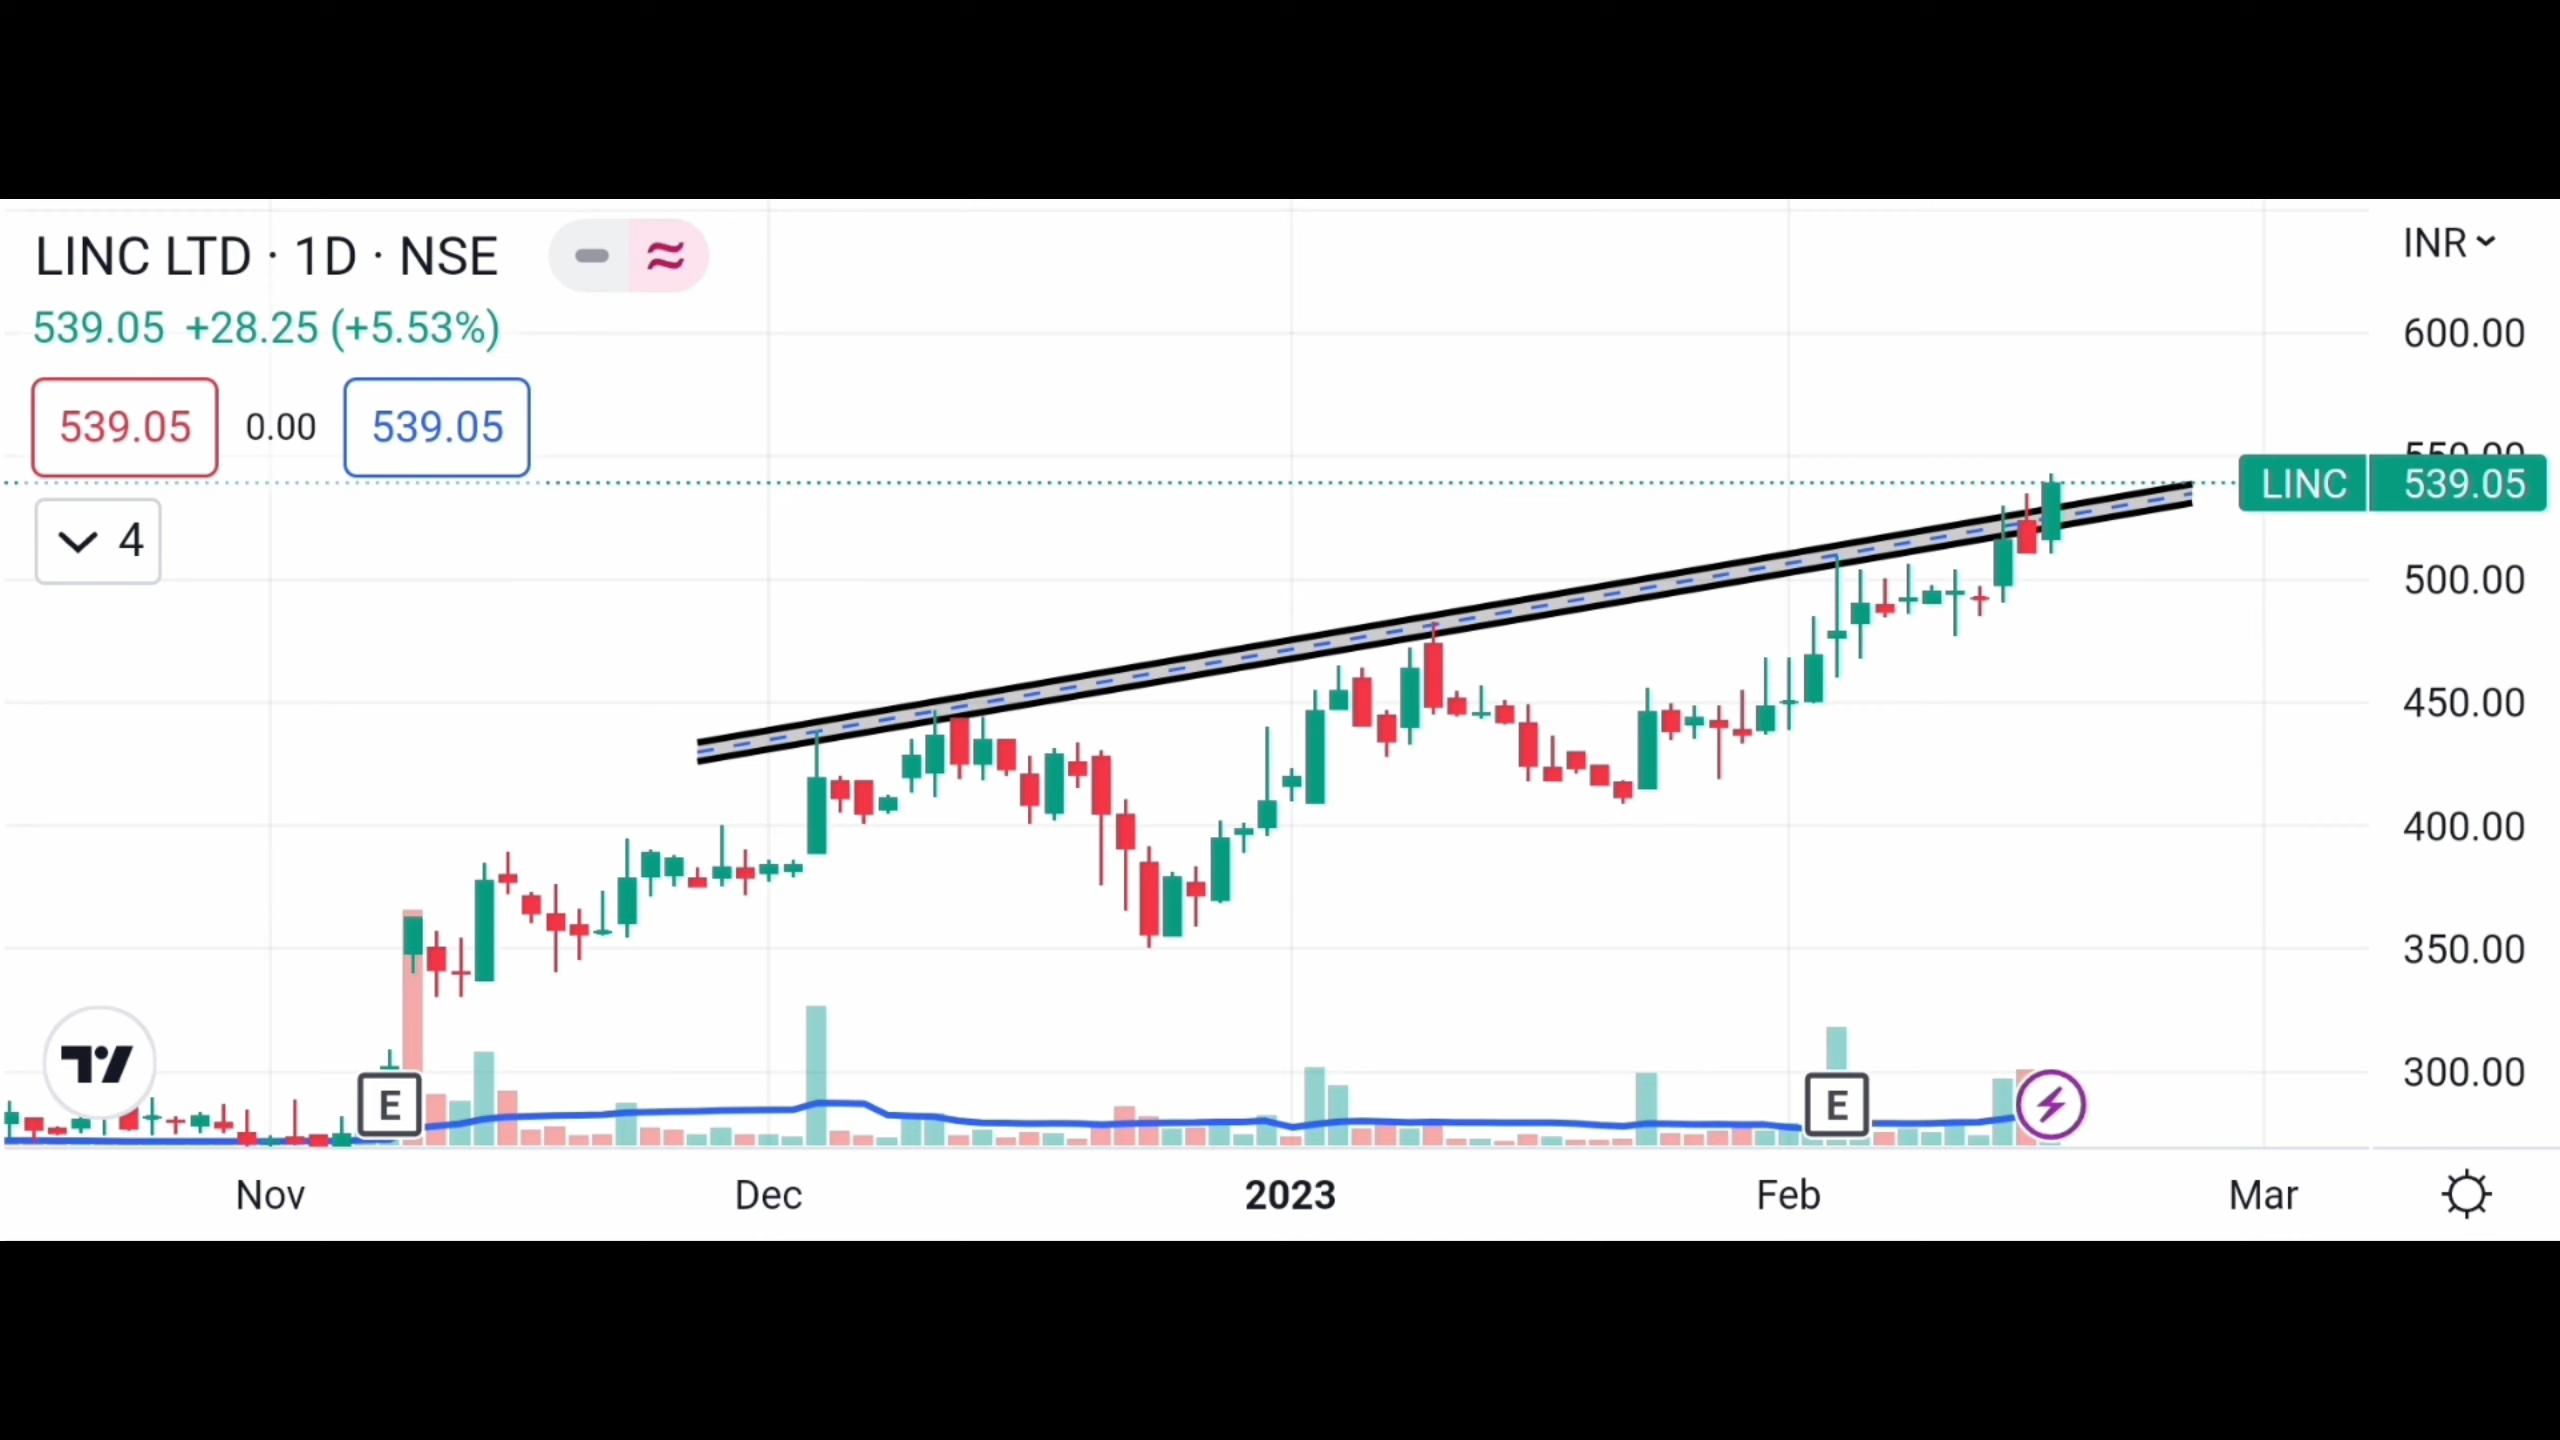 LINC LTD · 1D · NSE
INR
539.05 +28.25 (+5.53%)
600.00
539.05 0.00 539.05
550.00
LINC 539.05
4
500.00
450.00
400.00
350.00
300.00
E E
Nov Dec 2023 Feb Mar